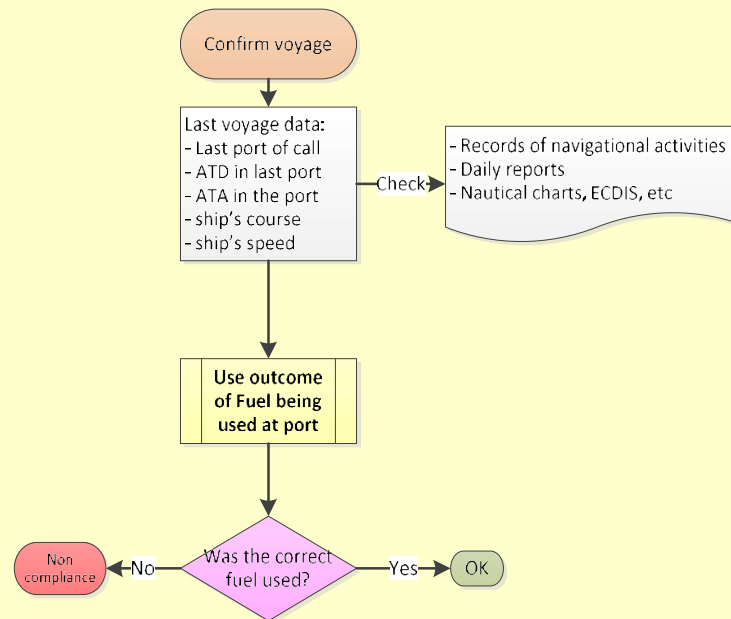 Confirm voyage
Last voyage data:
- Last port of call
- ATD in last port
- ATA in the port
- ship's course
- ship's speed
Check
- Records of navigational activities
- Daily reports
- Nautical charts, ECDIS, etc
Use outcome
of Fuel being
used at port
Was the correct
fuel used?
No
Non
compliance
Yes
OK